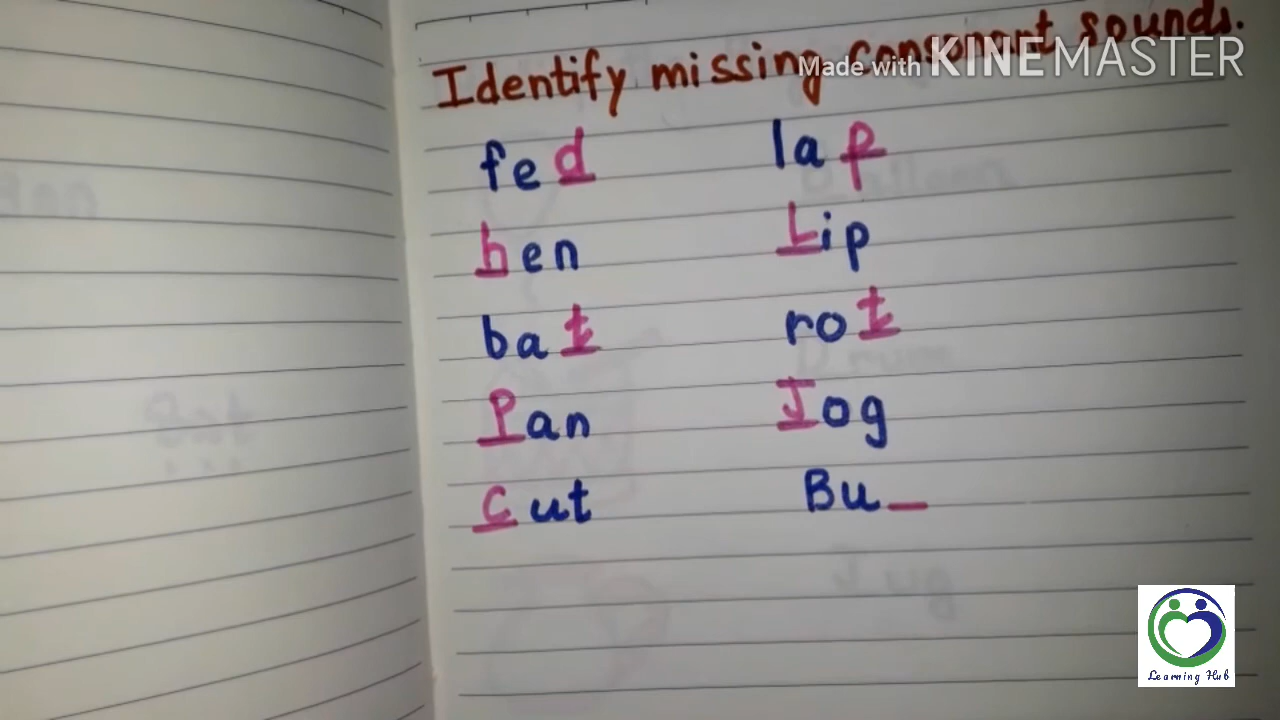 Identify missing consonant sounds.
Made with KINEMASTER
fed lap
hen Lip
bat rot
Pan Jog
Cut Bu_
Learning Hub